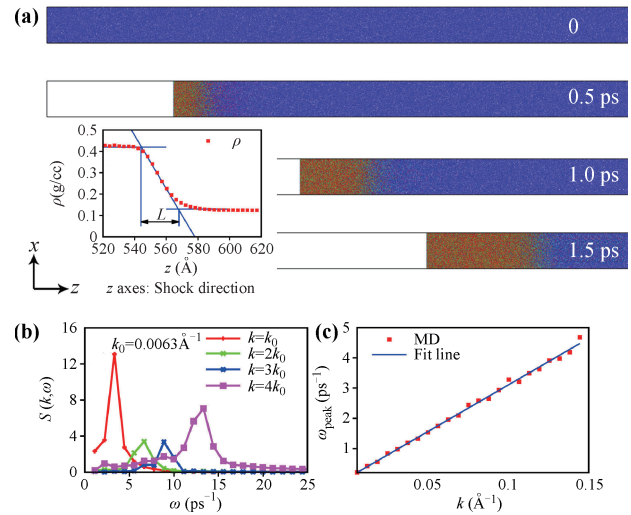 (a)
0
0.5 ps
1.0 ps
1.5 ps
0.5
0.4
0.3
0.2
0.1
0
ρ(g/cc)
ρ
L
520 540 560 580 600 620
z (Å)
x
z
z axes: Shock direction
(b)
16
12
8
4
0
S (k,ω)
k₀=0.0063Å⁻¹
k=k₀
k=2k₀
k=3k₀
k=4k₀
0 5 10 15 20 25
ω (ps⁻¹)
(c)
5
4
3
2
1
ω_peak (ps⁻¹)
MD
Fit line
0.05 0.1 0.15
k (Å⁻¹)